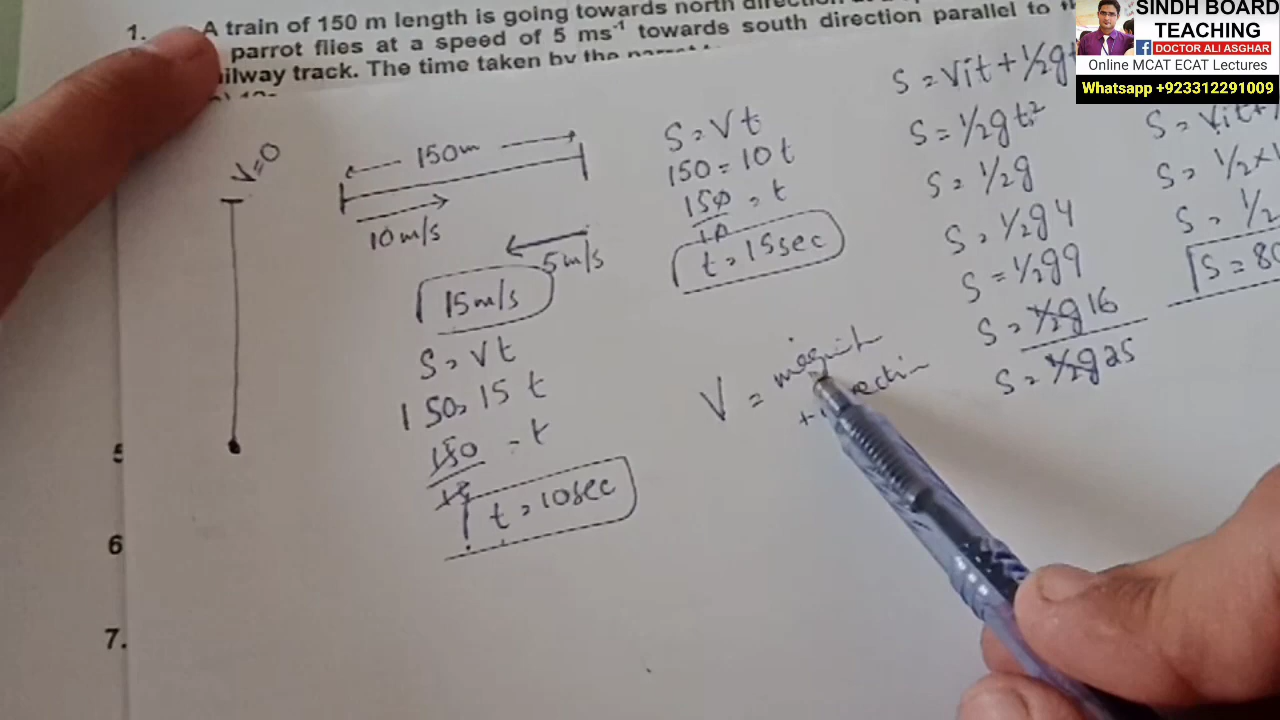 1. A train of 150 m length is going towards north direction
parrot flies at a speed of 5 ms⁻¹ towards south direction parallel to
ilway track. The time taken by the
SINDH BOARD
TEACHING
f DOCTOR ALI ASGHAR
Online MCAT ECAT Lectures
Whatsapp +923312291009
V=0
150m
10m/s
5m/s
15m/s
S=Vt
150=15t
150/15=t
t=10sec
S=Vt
150=10t
150/10=t
t=15sec
V=magnit
+direction
S=Vit+½g
S=½gt²
S=½g
S=½g4
S=½g9
S=½g16
S=½g25
S=Vit+
S=½×1
S=½
S=80
5
6
7.